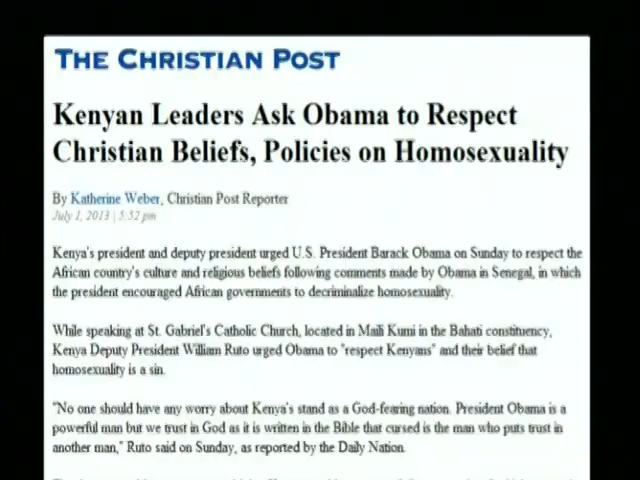 THE CHRISTIAN POST
Kenyan Leaders Ask Obama to Respect
Christian Beliefs, Policies on Homosexuality
By Katherine Weber, Christian Post Reporter
July 1, 2013 | 5:52 pm
Kenya's president and deputy president urged U.S. President Barack Obama on Sunday to respect the
African country's culture and religious beliefs following comments made by Obama in Senegal, in which
the president encouraged African governments to decriminalize homosexuality.
While speaking at St. Gabriel's Catholic Church, located in Maili Kumi in the Bahati constituency,
Kenya Deputy President William Ruto urged Obama to "respect Kenyans" and their belief that
homosexuality is a sin.
"No one should have any worry about Kenya's stand as a God-fearing nation. President Obama is a
powerful man but we trust in God as it is written in the Bible that cursed is the man who puts trust in
another man," Ruto said on Sunday, as reported by the Daily Nation.